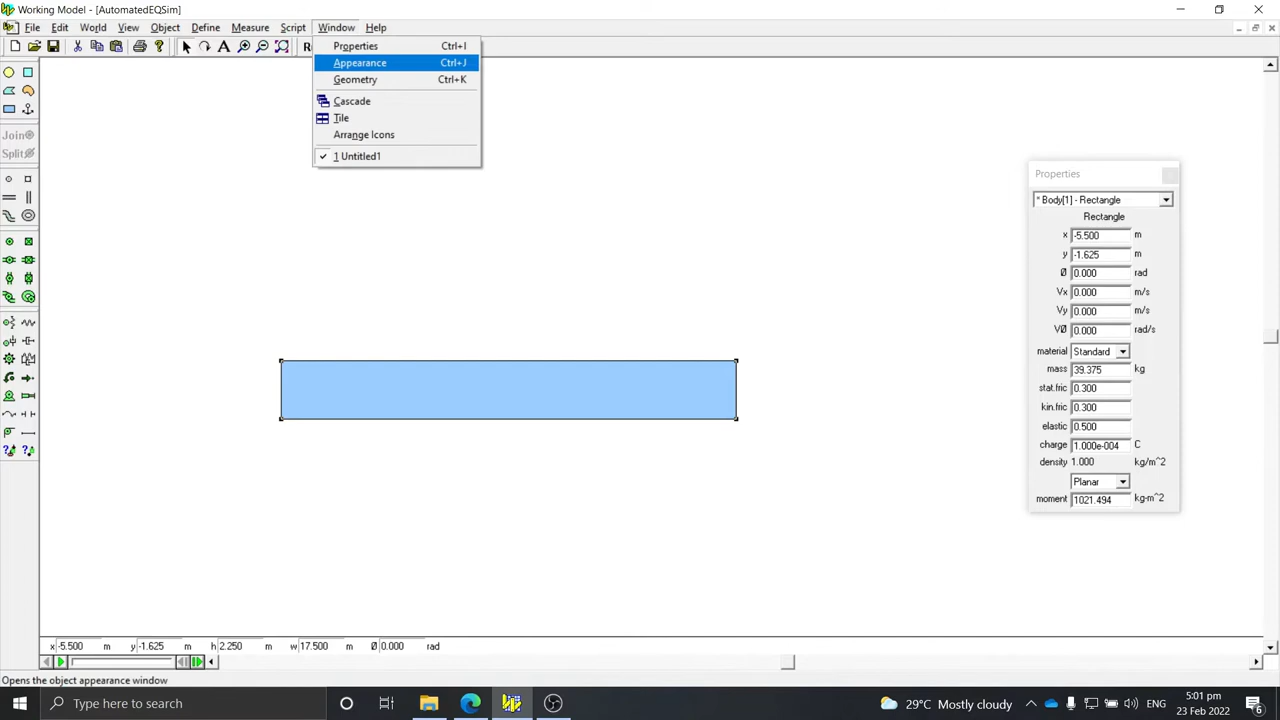 Working Model - [AutomatedEQSim]
File Edit World View Object Define Measure Script Window Help
Properties Ctrl+I
Appearance Ctrl+J
Geometry Ctrl+K
Cascade
Tile
Arrange Icons
1 Untitled1
Join
Split
Properties
* Body[1] - Rectangle
Rectangle
x -5.500 m
y -1.625 m
Ø 0.000 rad
Vx 0.000 m/s
Vy 0.000 m/s
VØ 0.000 rad/s
material Standard
mass 39.375 kg
stat.fric 0.300
kin.fric 0.300
elastic 0.500
charge 1.000e-004 C
density 1.000 kg/m^2
Planar
moment 1021.494 kg-m^2
x -5.500 m y -1.625 m h 2.250 m w 17.500 m Ø 0.000 rad
Opens the object appearance window
Type here to search
29°C Mostly cloudy
ENG
5:01 pm
23 Feb 2022
6